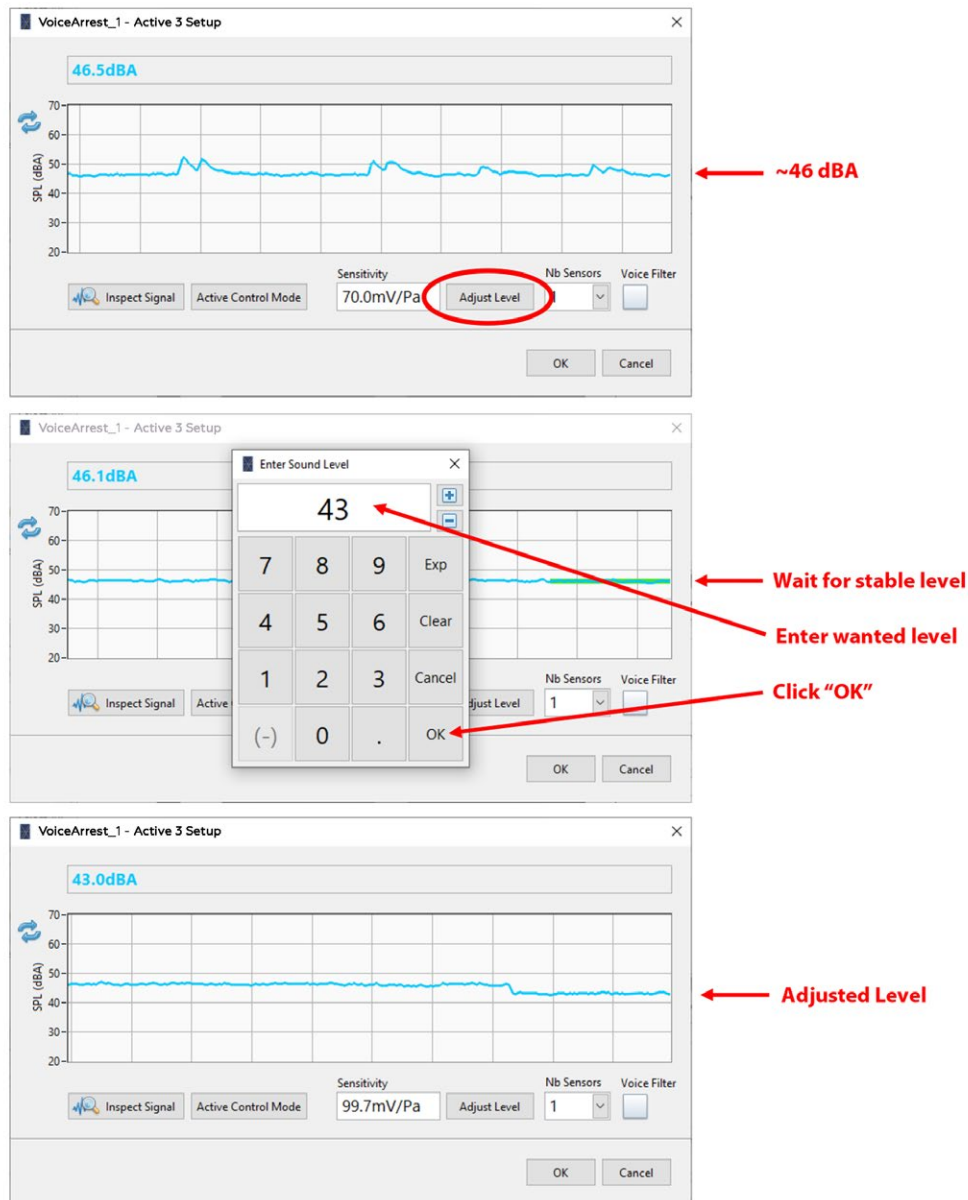 VoiceArrest_1 - Active 3 Setup
46.5dBA
70
60
50
40
30
20
SPL (dBA)
~46 dBA
Sensitivity
Nb Sensors
Voice Filter
Inspect Signal
Active Control Mode
70.0mV/Pa
Adjust Level
OK
Cancel
VoiceArrest_1 - Active 3 Setup
46.1dBA
Enter Sound Level
43
7 8 9 Exp
4 5 6 Clear
1 2 3 Cancel
(-) 0 . OK
70
60
50
40
30
20
SPL (dBA)
Wait for stable level
Enter wanted level
Click “OK”
Nb Sensors
Voice Filter
Inspect Signal
Active
djust Level
1
OK
Cancel
VoiceArrest_1 - Active 3 Setup
43.0dBA
70
60
50
40
30
20
SPL (dBA)
Adjusted Level
Sensitivity
Nb Sensors
Voice Filter
Inspect Signal
Active Control Mode
99.7mV/Pa
Adjust Level
1
OK
Cancel